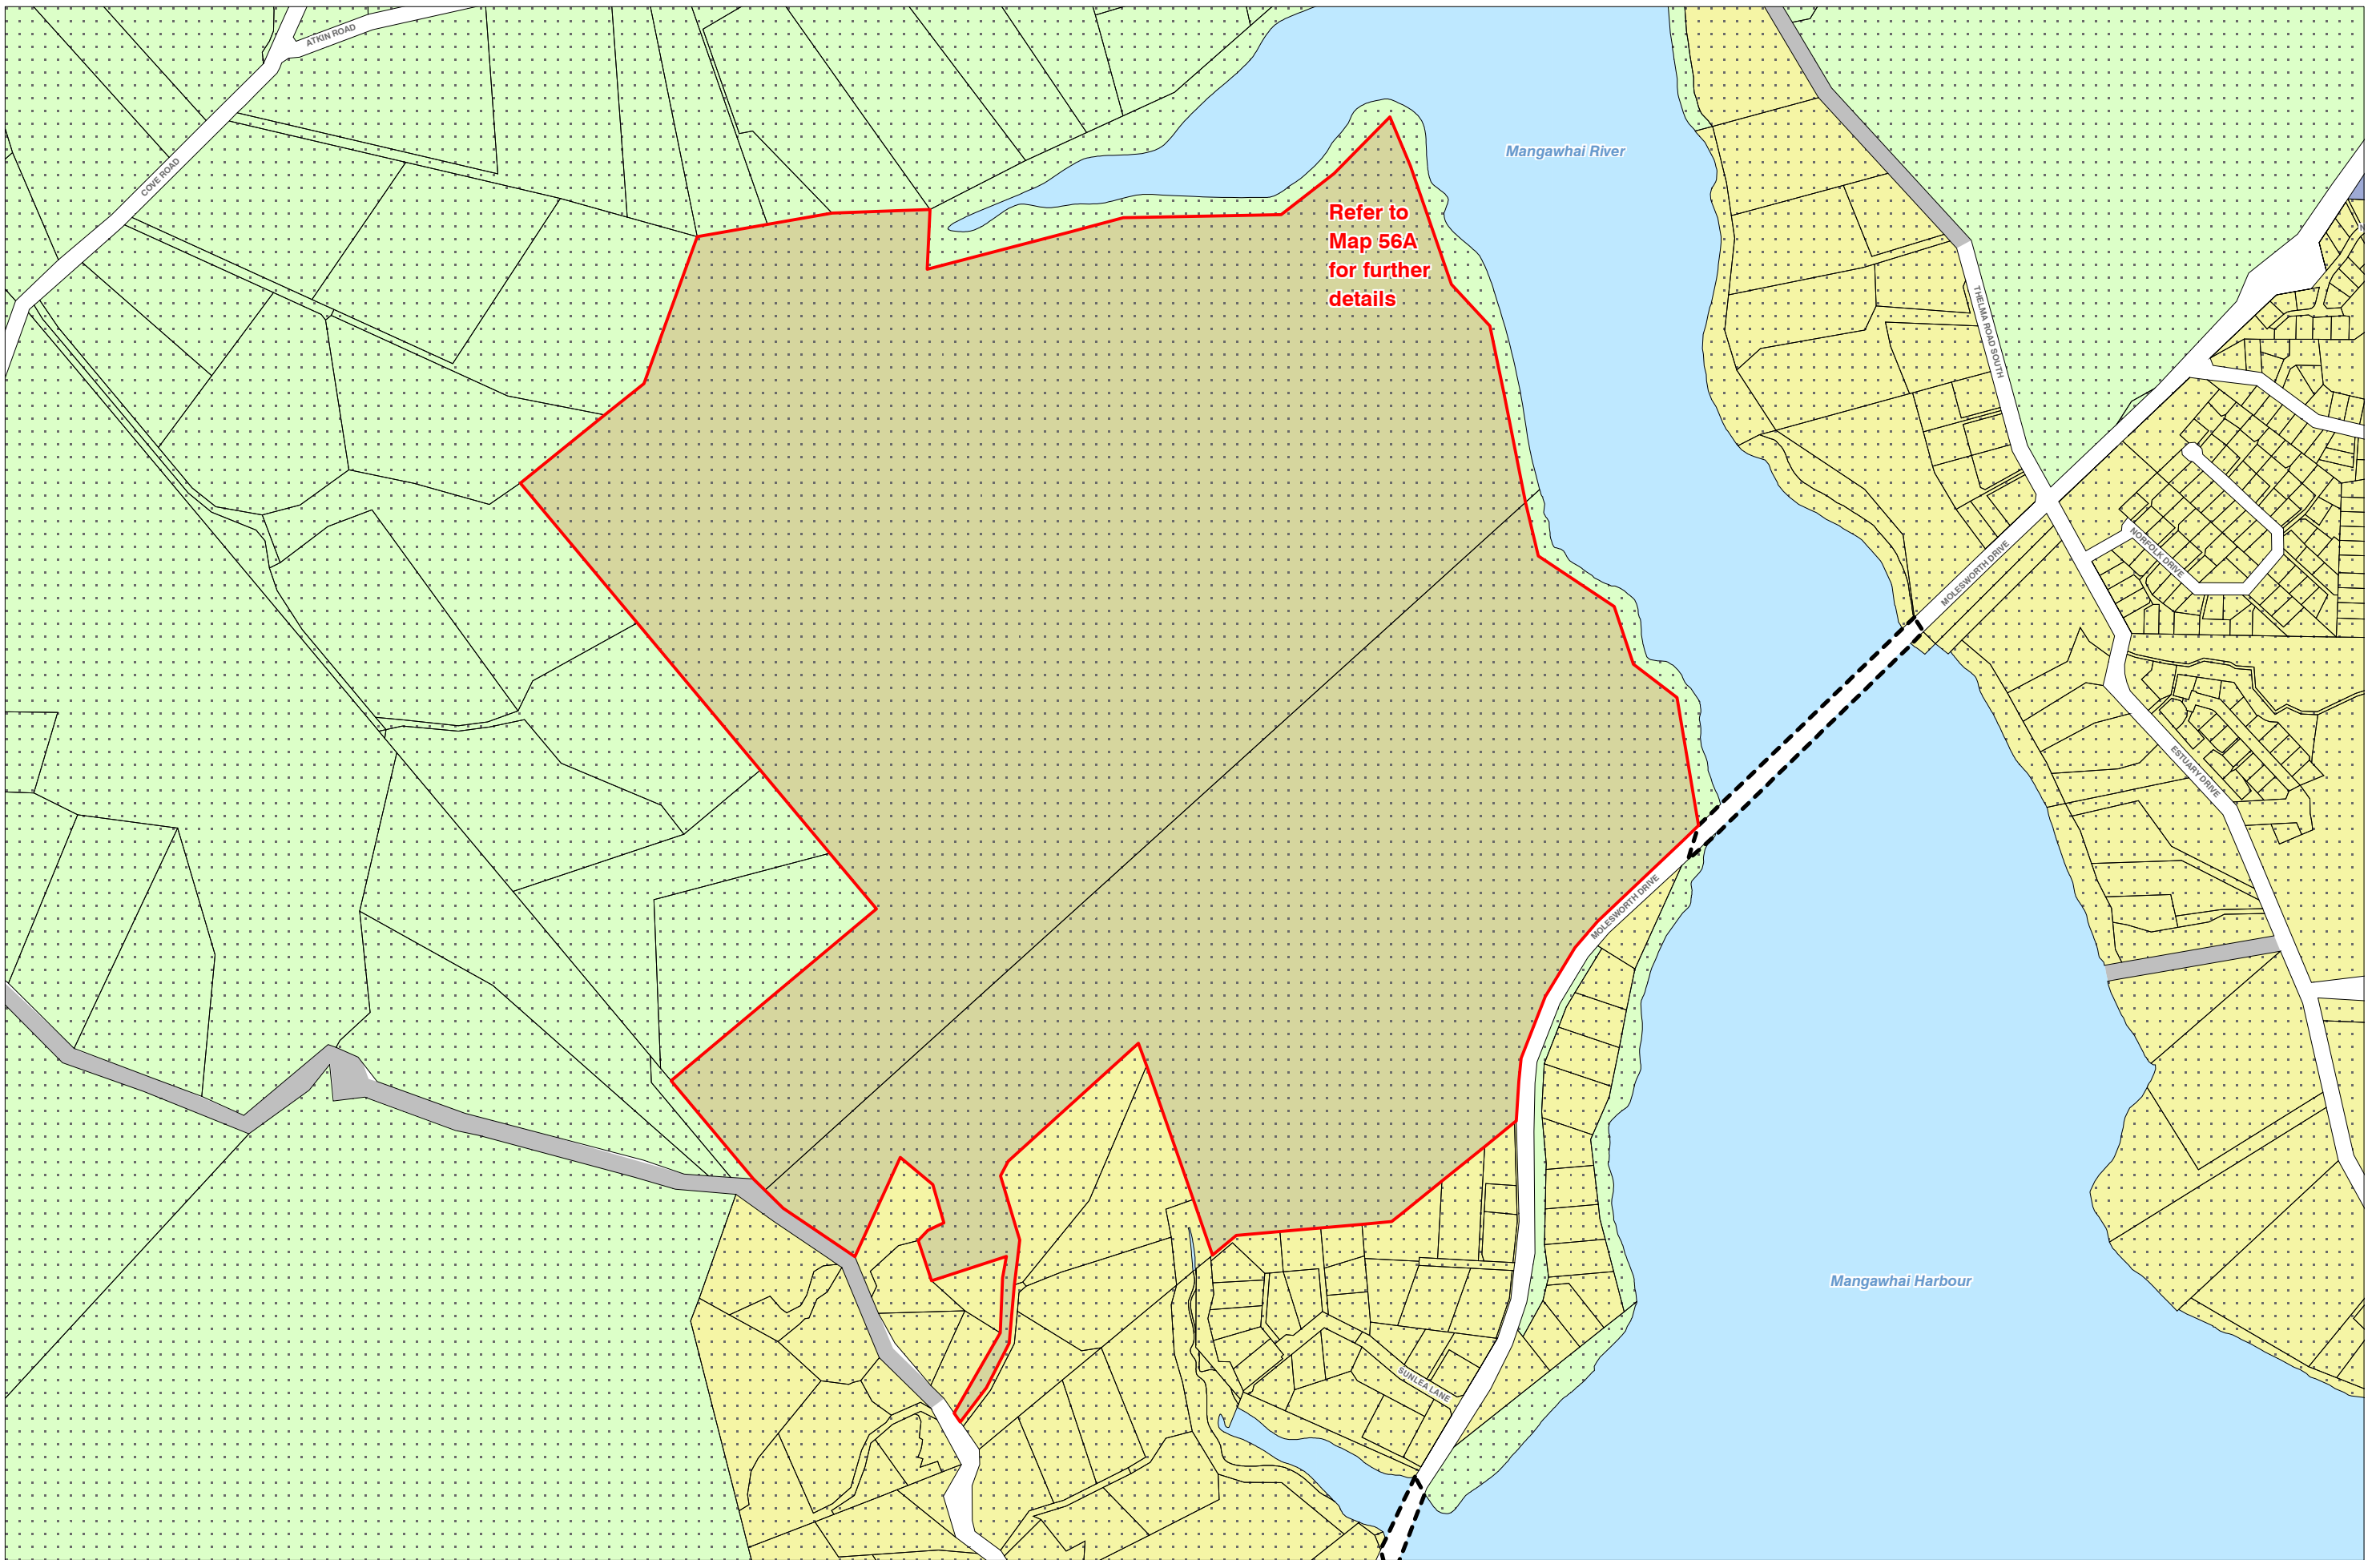 ATKIN ROAD
COVE ROAD
Mangawhai River
Refer to
Map 56A
for further
details
THELMA ROAD SOUTH
MOLESWORTH DRIVE
NORFOLK DRIVE
ESTUARY DRIVE
MOLESWORTH DRIVE
Mangawhai Harbour
SUNLEA LANE